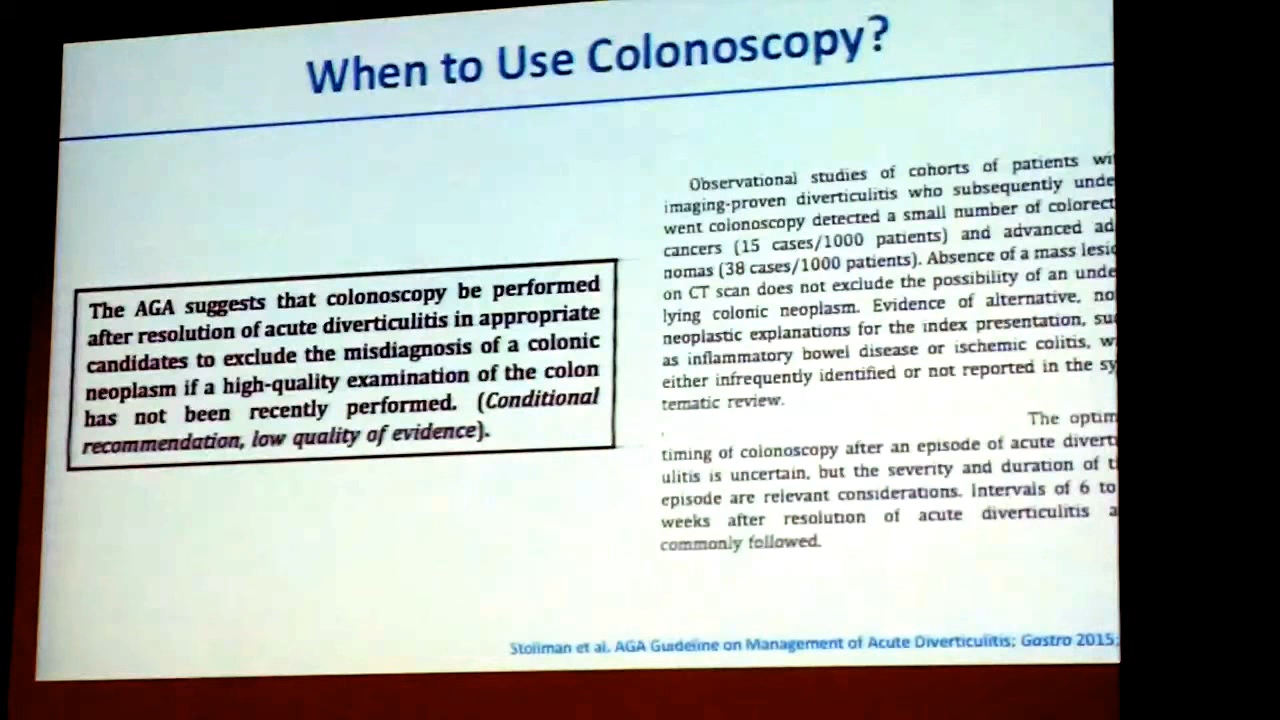 When to Use Colonoscopy?
The AGA suggests that colonoscopy be performed
after resolution of acute diverticulitis in appropriate
candidates to exclude the misdiagnosis of a colonic
neoplasm if a high-quality examination of the colon
has not been recently performed. (Conditional
recommendation, low quality of evidence).
Observational studies of cohorts of patients wi
imaging-proven diverticulitis who subsequently unde
went colonoscopy detected a small number of colorect
cancers (15 cases/1000 patients) and advanced ad
nomas (38 cases/1000 patients). Absence of a mass lesi
on CT scan does not exclude the possibility of an unde
lying colonic neoplasm. Evidence of alternative, no
neoplastic explanations for the index presentation, su
as inflammatory bowel disease or ischemic colitis, w
either infrequently identified or not reported in the sy
tematic review.
The optim
timing of colonoscopy after an episode of acute divert
ulitis is uncertain, but the severity and duration of t
episode are relevant considerations. Intervals of 6 to
weeks after resolution of acute diverticulitis a
commonly followed.
Stollman et al. AGA Guideline on Management of Acute Diverticulitis; Gastro 2015;